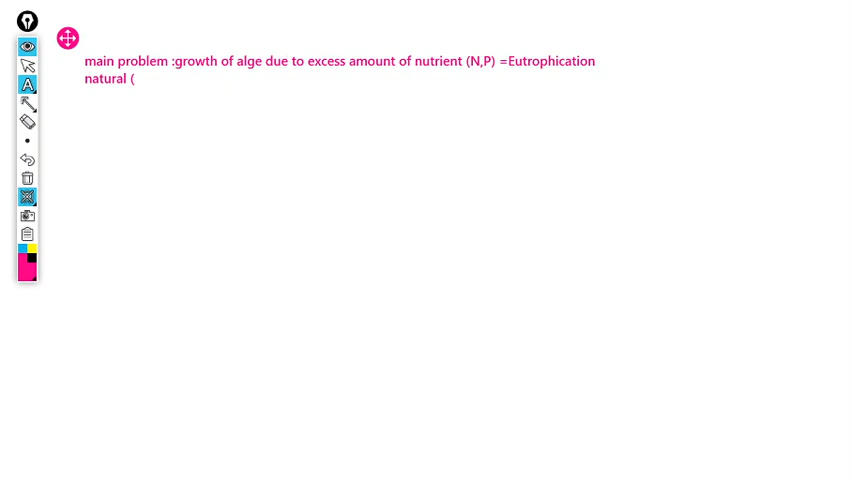 main problem :growth of alge due to excess amount of nutrient (N,P) =Eutrophication
natural (